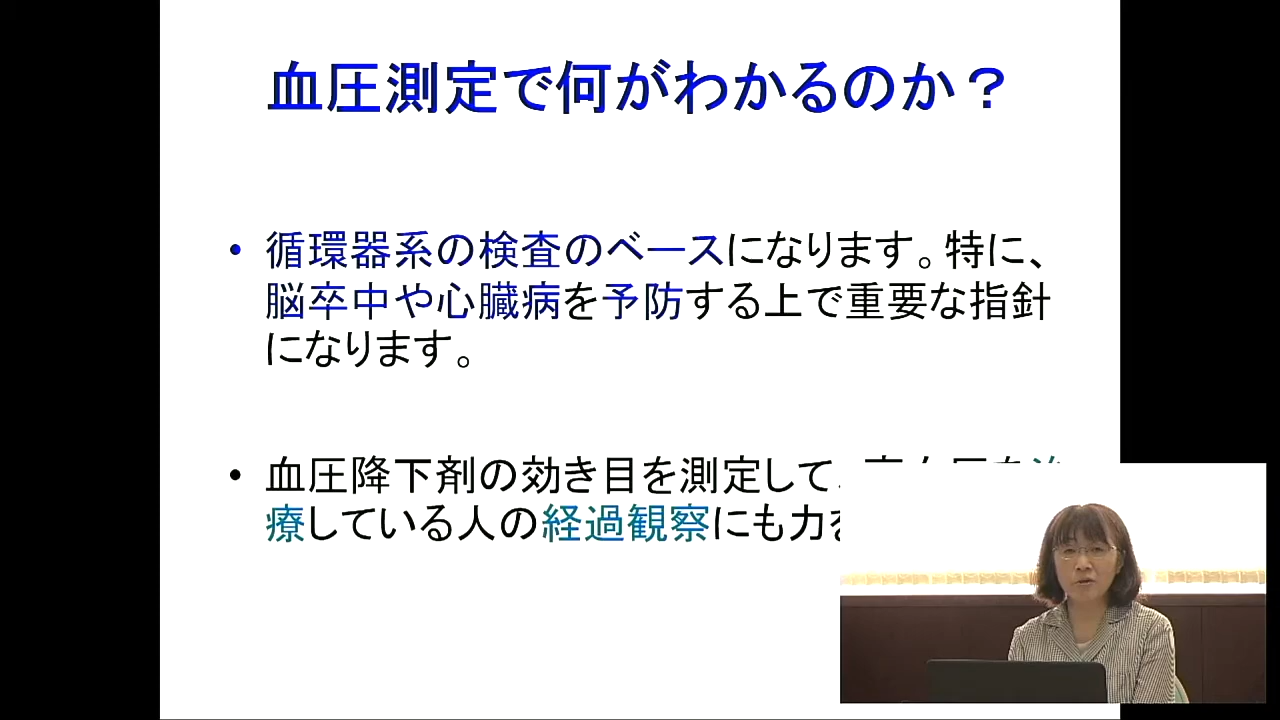 血圧測定で何がわかるのか？
• 循環器系の検査のベースになります。特に、
脳卒中や心臓病を予防する上で重要な指針
になります。
• 血圧降下剤の効き目を測定して、
療している人の経過観察にも力